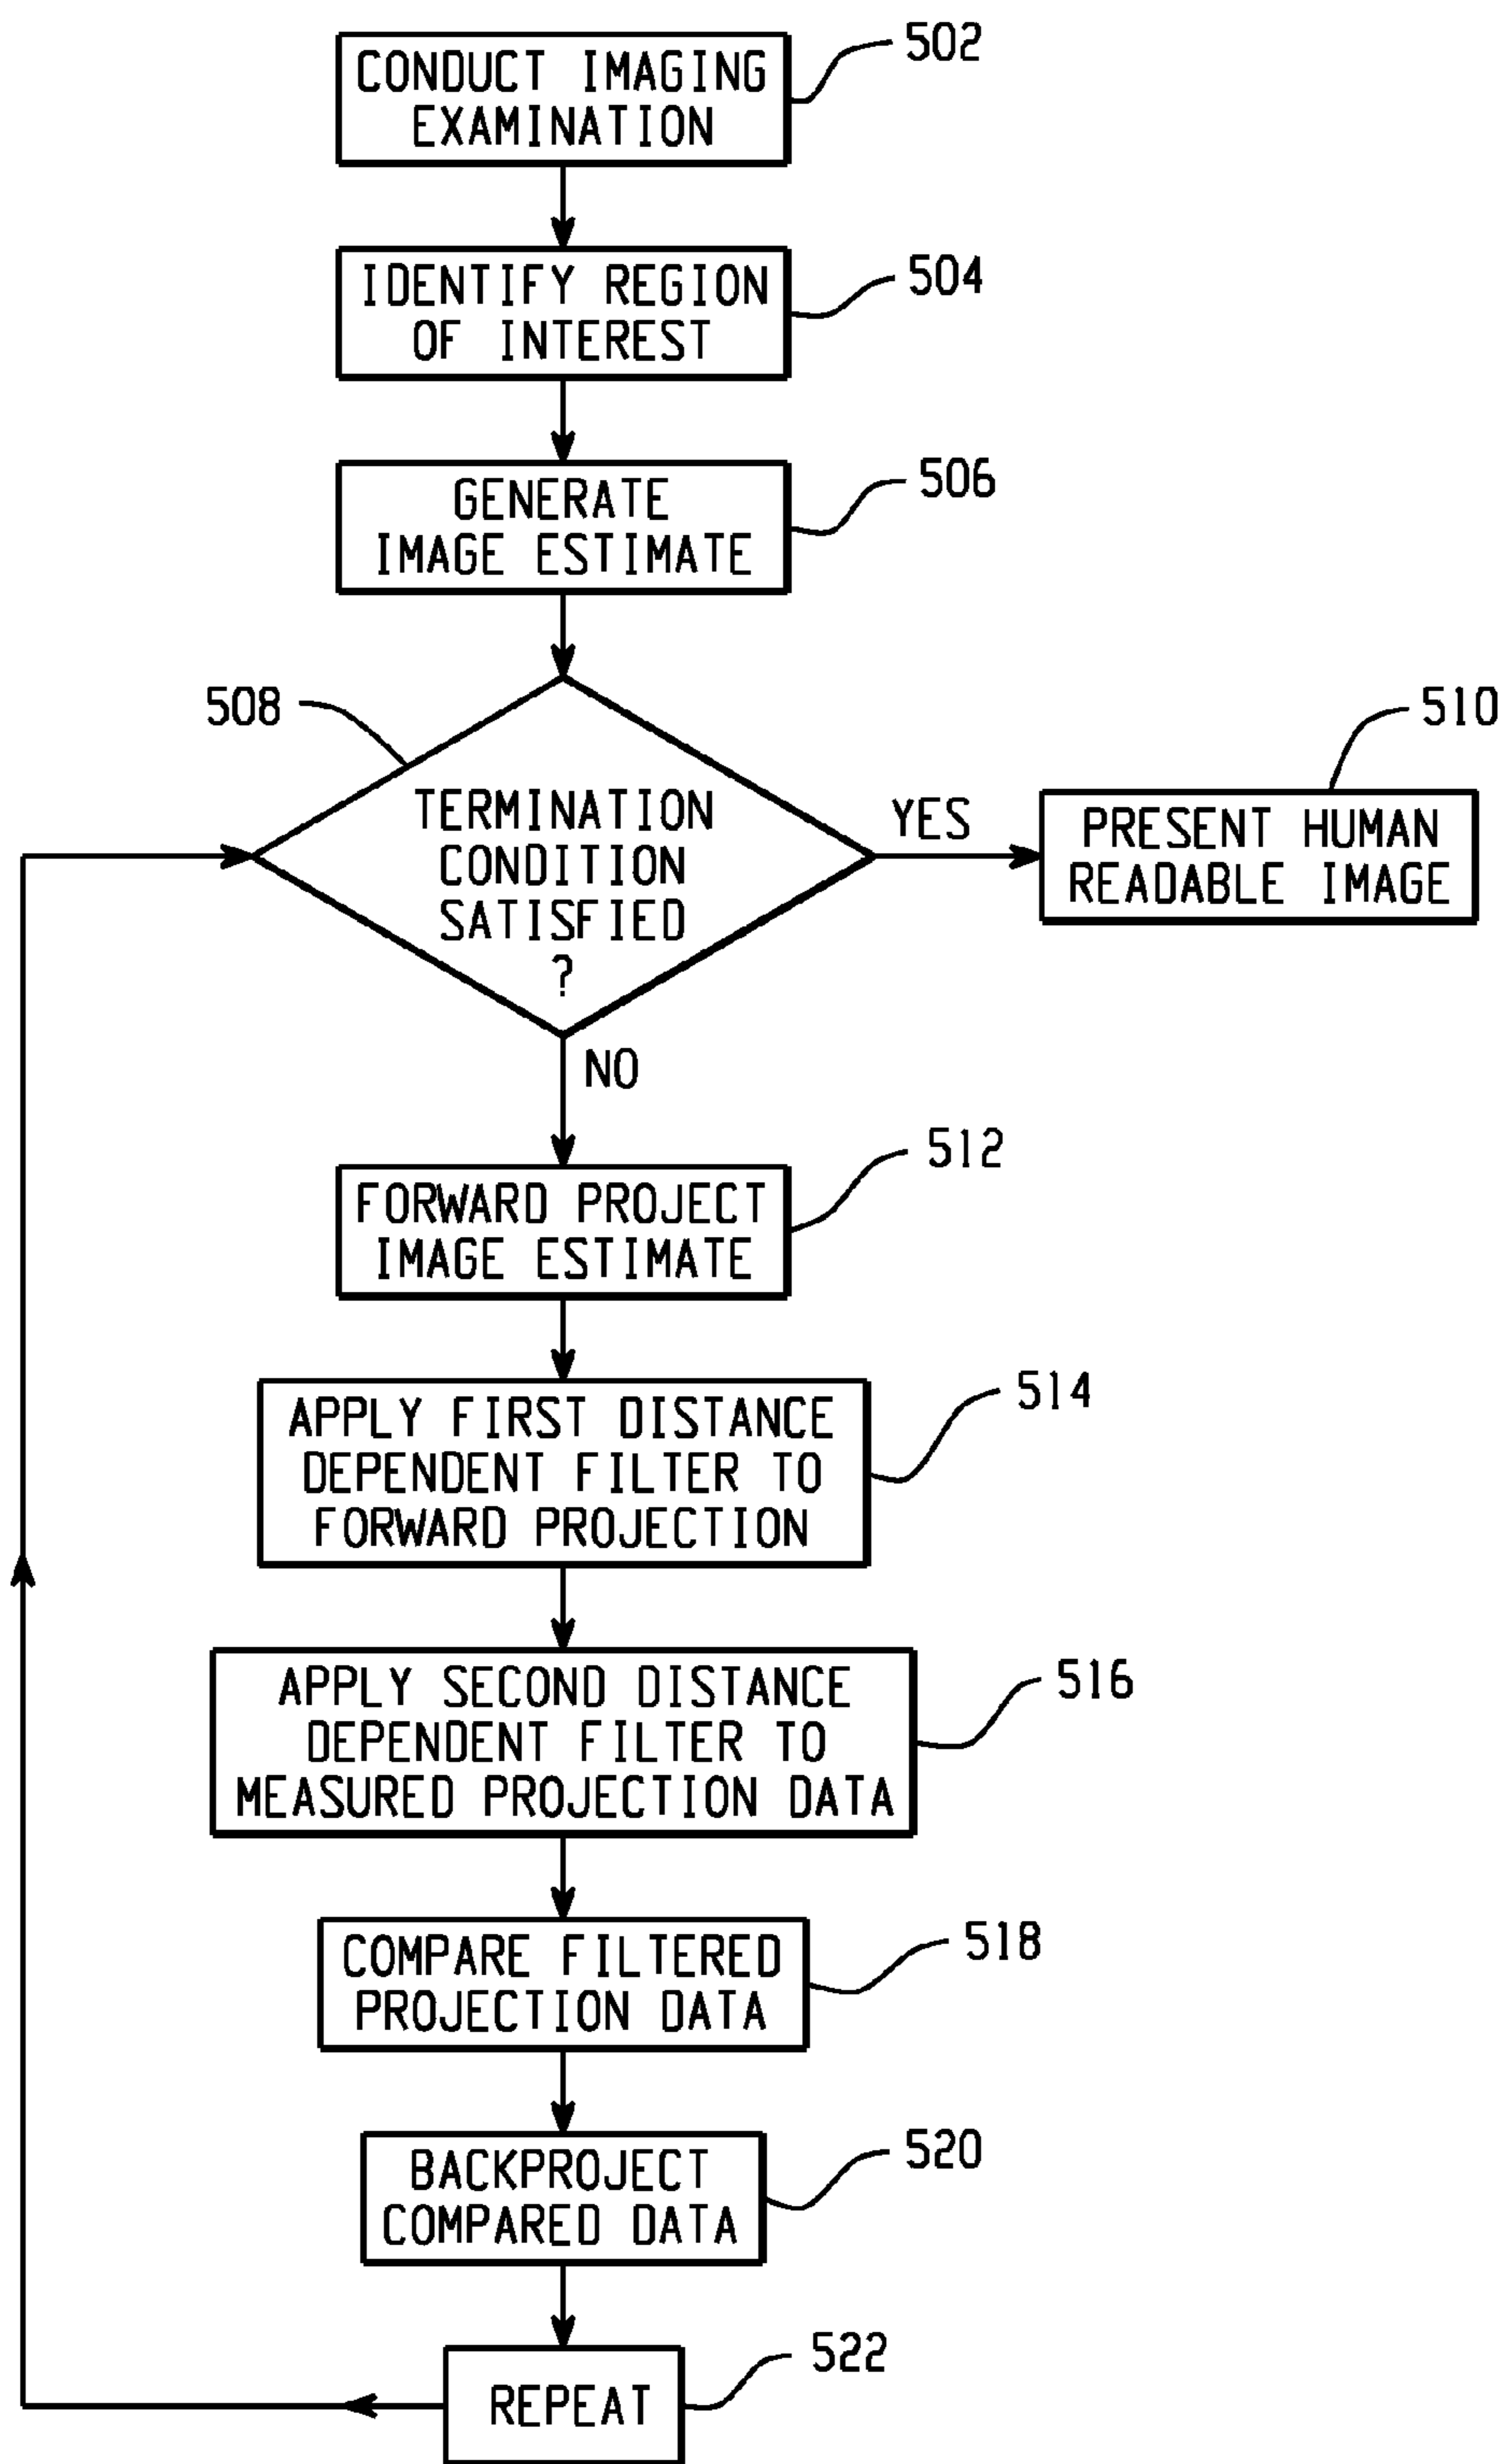 502
CONDUCT IMAGING
EXAMINATION
504
IDENTIFY REGION
OF INTEREST
506
GENERATE
IMAGE ESTIMATE
508
TERMINATION
CONDITION
SATISFIED
?
YES
510
PRESENT HUMAN
READABLE IMAGE
NO
512
FORWARD PROJECT
IMAGE ESTIMATE
514
APPLY FIRST DISTANCE
DEPENDENT FILTER TO
FORWARD PROJECTION
516
APPLY SECOND DISTANCE
DEPENDENT FILTER TO
MEASURED PROJECTION DATA
518
COMPARE FILTERED
PROJECTION DATA
520
BACKPROJECT
COMPARED DATA
522
REPEAT